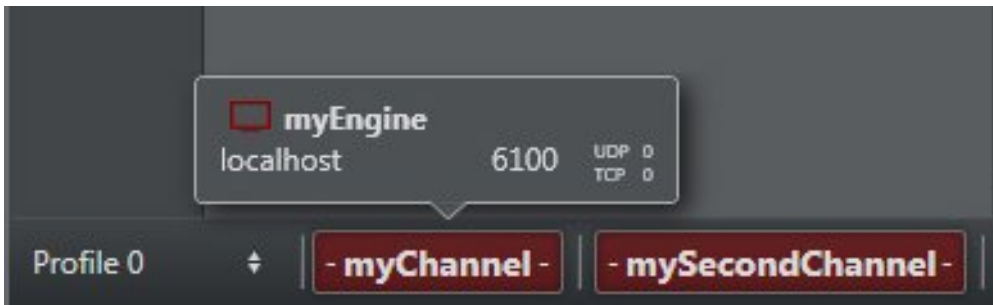 myEngine
localhost 6100 UDP 0
TCP 0
Profile 0 - myChannel - - mySecondChannel -